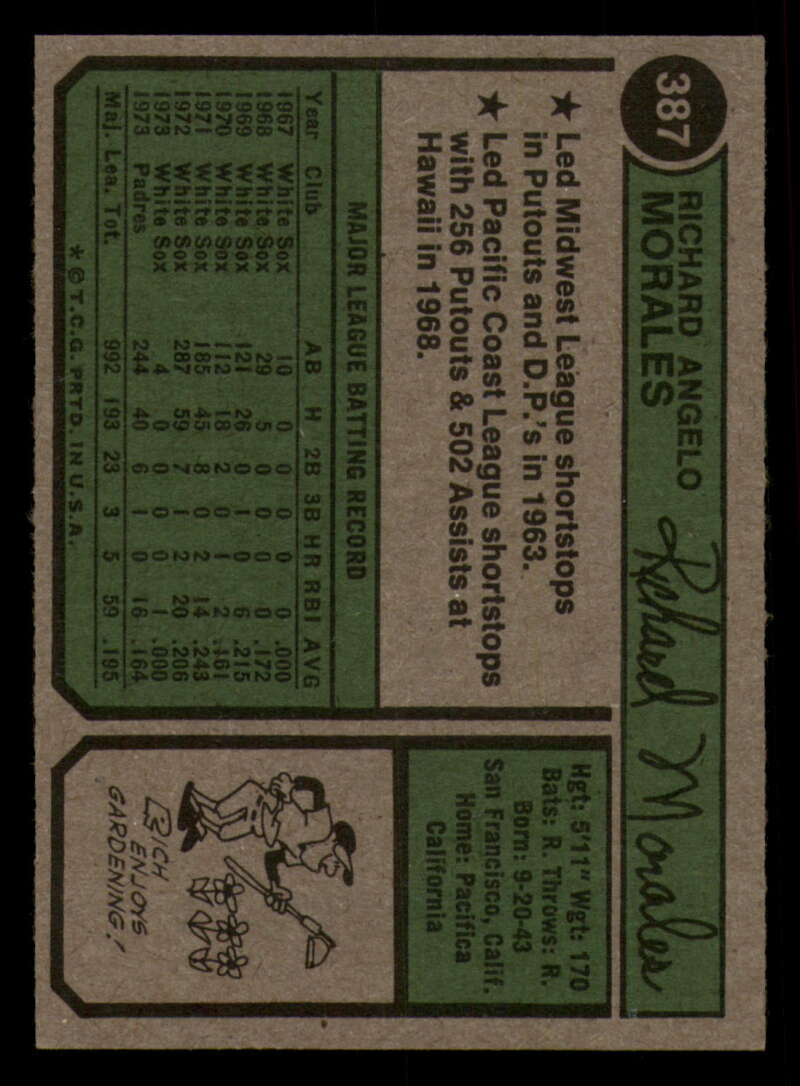 387
RICHARD ANGELO
MORALES
Richard Morales
★ Led Midwest League shortstops
in Putouts and D.P.'s in 1963.
★ Led Pacific Coast League shortstops
with 256 Putouts & 502 Assists at
Hawaii in 1968.
MAJOR LEAGUE BATTING RECORD
Year Club AB H 2B 3B HR RBI AVG
1967 White Sox 10 0 0 0 0 0 .000
1968 White Sox 29 5 0 0 0 0 .172
1969 White Sox 121 26 0 1 0 6 .215
1970 White Sox 112 18 2 0 1 2 .161
1971 White Sox 185 45 8 0 2 14 .243
1972 White Sox 287 59 7 1 2 20 .206
1973 White Sox 4 0 0 0 0 1 .000
1973 Padres 244 40 6 1 0 16 .164
Maj. Lea. Tot. 992 193 23 3 5 59 .195
* © T.C.G. PRTD. IN U.S.A.
Hgt: 5'11" Wgt: 170
Bats: R. Throws: R.
Born: 9-20-43
San Francisco, Calif.
Home: Pacifica
California
RICH
ENJOYS
GARDENING!